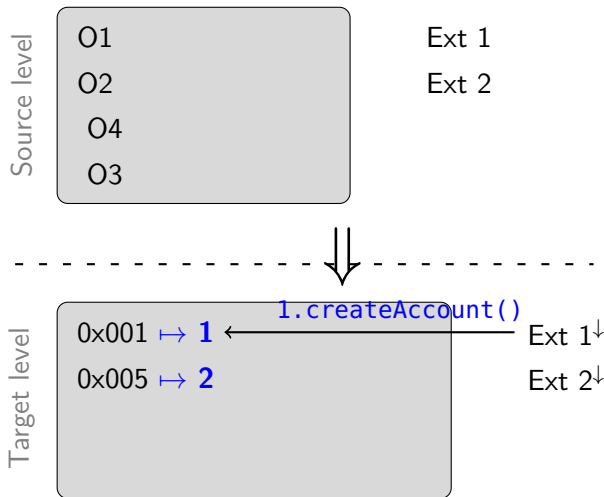 Source level
O1
Ext 1
O2
Ext 2
O4
O3
Target level
1.createAccount()
0x001 ↦ 1
Ext 1↓
0x005 ↦ 2
Ext 2↓